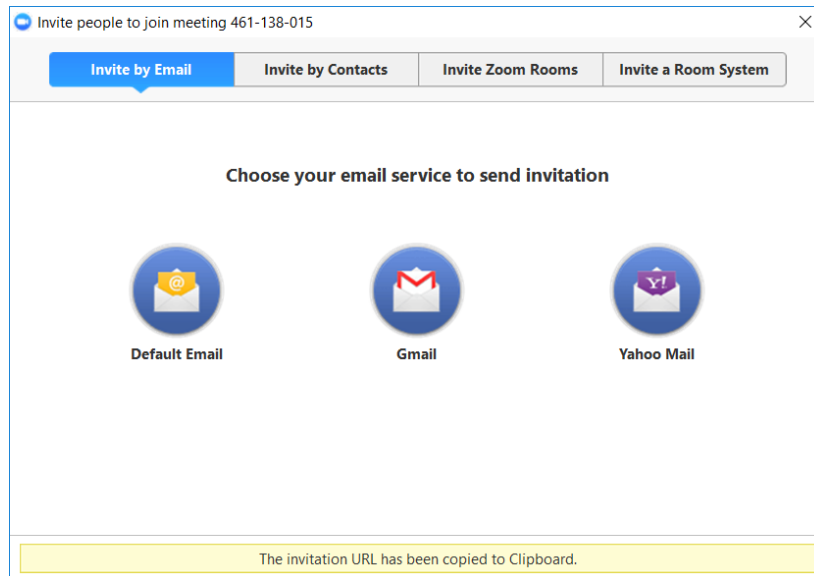 Invite people to join meeting 461-138-015
Invite by Email Invite by Contacts Invite Zoom Rooms Invite a Room System
Choose your email service to send invitation
@ Y!
Default Email Gmail Yahoo Mail
The invitation URL has been copied to Clipboard.